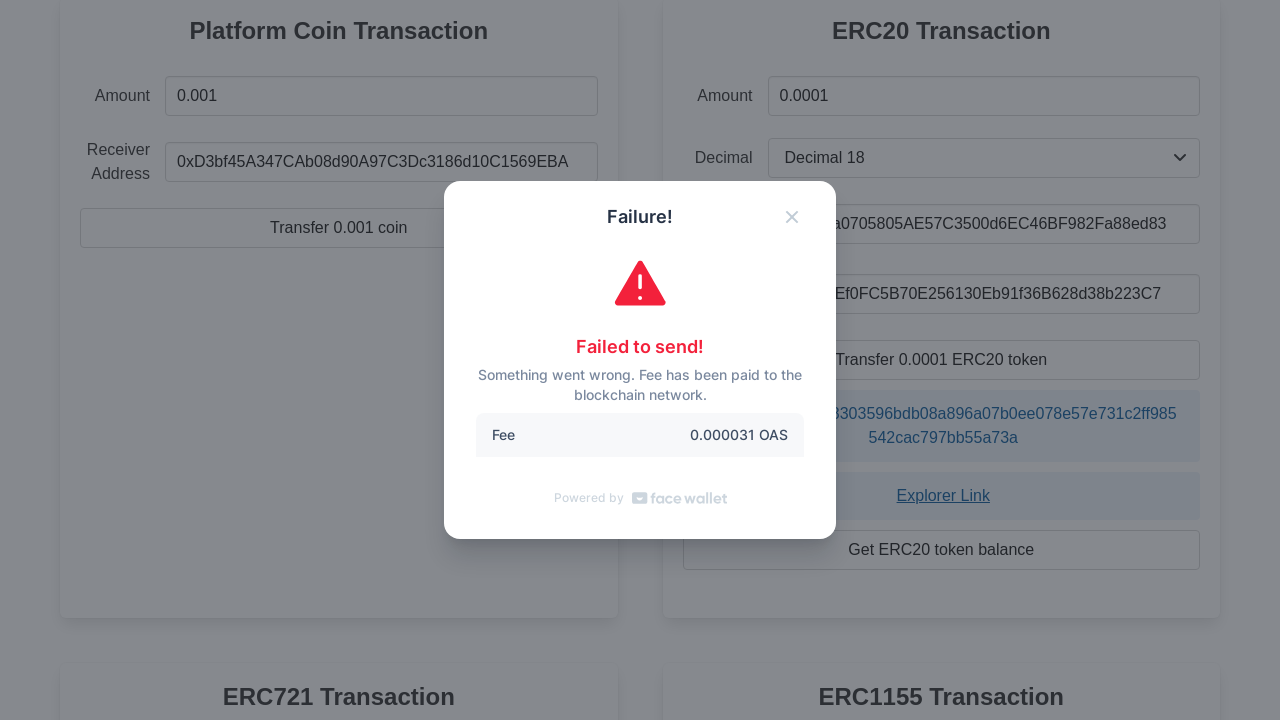 Platform Coin Transaction
Amount
0.001
Receiver
Address
0xD3bf45A347CAb08d90A97C3Dc3186d10C1569EBA
Transfer 0.001 coin
ERC20 Transaction
Amount
0.0001
Decimal
Decimal 18
a0705805AE57C3500d6EC46BF982Fa88ed83
Ef0FC5B70E256130Eb91f36B628d38b223C7
Transfer 0.0001 ERC20 token
3303596bdb08a896a07b0ee078e57e731c2ff985
542cac797bb55a73a
Explorer Link
Get ERC20 token balance
Failure!
Failed to send!
Something went wrong. Fee has been paid to the
blockchain network.
Fee
0.000031 OAS
Powered by face wallet
ERC721 Transaction
ERC1155 Transaction